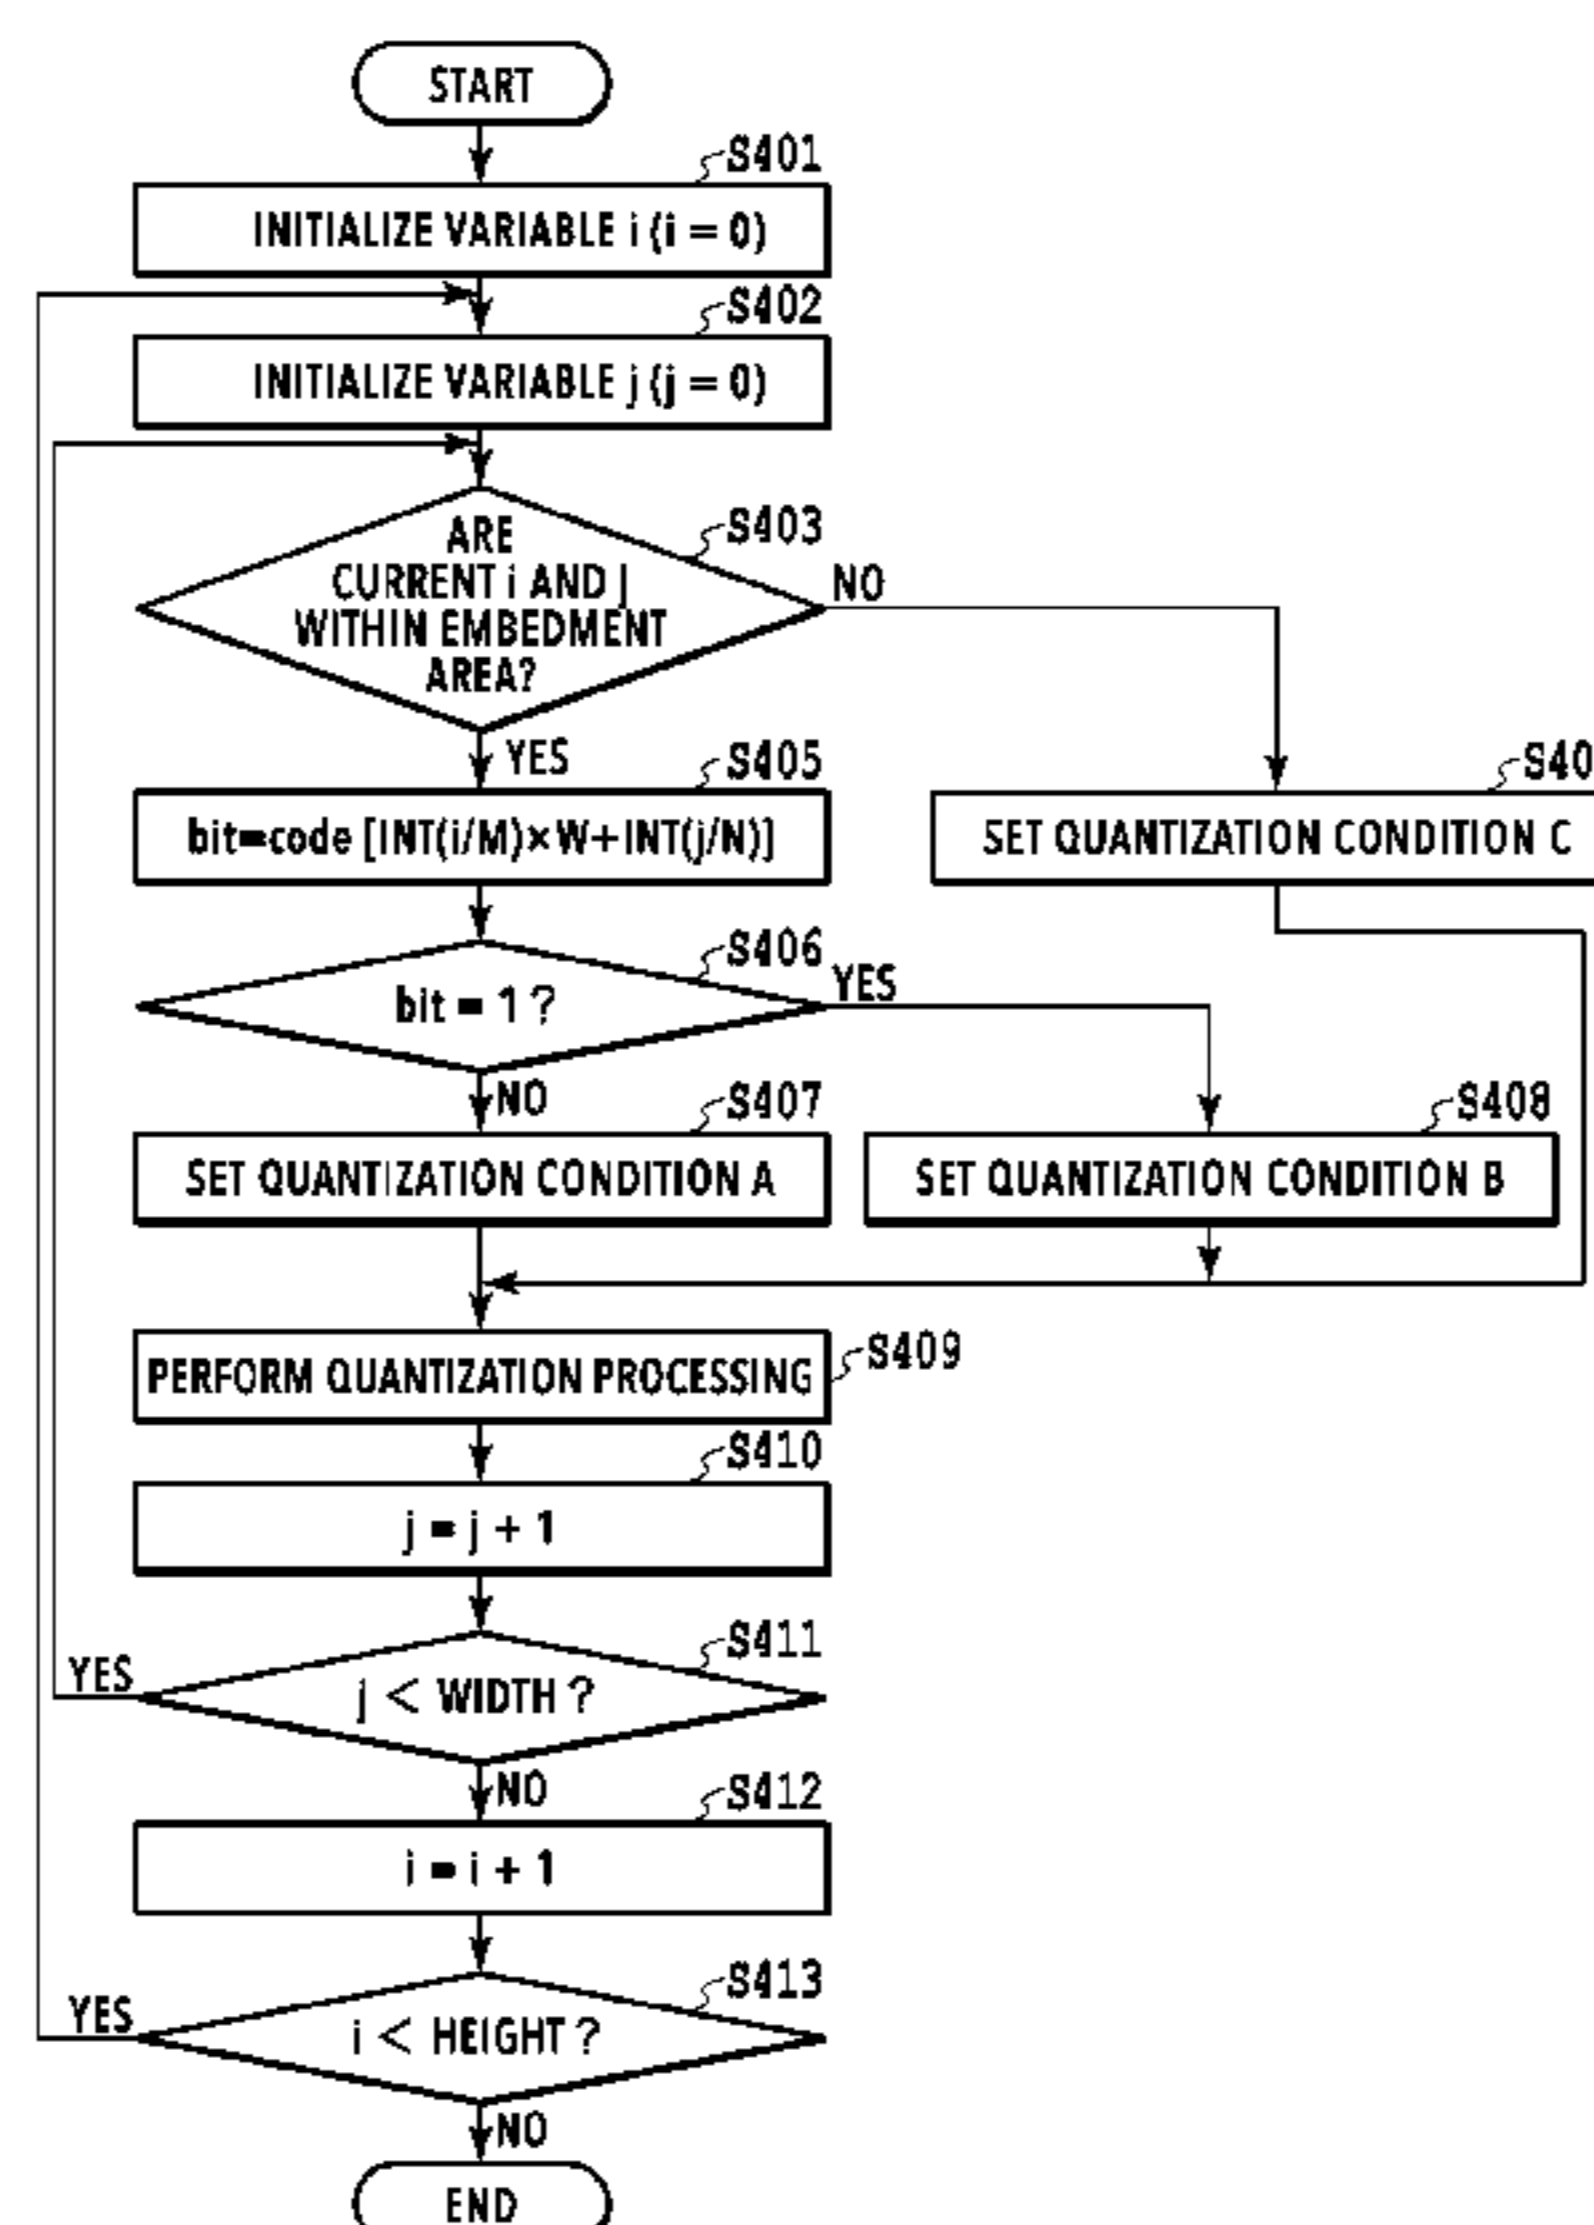 START
S401
INITIALIZE VARIABLE i (i = 0)
S402
INITIALIZE VARIABLE j (j = 0)
S403
ARE
CURRENT i AND j
WITHIN EMBEDMENT
AREA?
NO
YES
S405
bit=code [INT(i/M)×W+INT(j/N)]
S40
SET QUANTIZATION CONDITION C
S406
bit = 1 ?
YES
NO
S407
SET QUANTIZATION CONDITION A
S408
SET QUANTIZATION CONDITION B
PERFORM QUANTIZATION PROCESSING
S409
S410
j = j + 1
S411
j < WIDTH ?
YES
NO
S412
i = i + 1
S413
i < HEIGHT ?
YES
NO
END